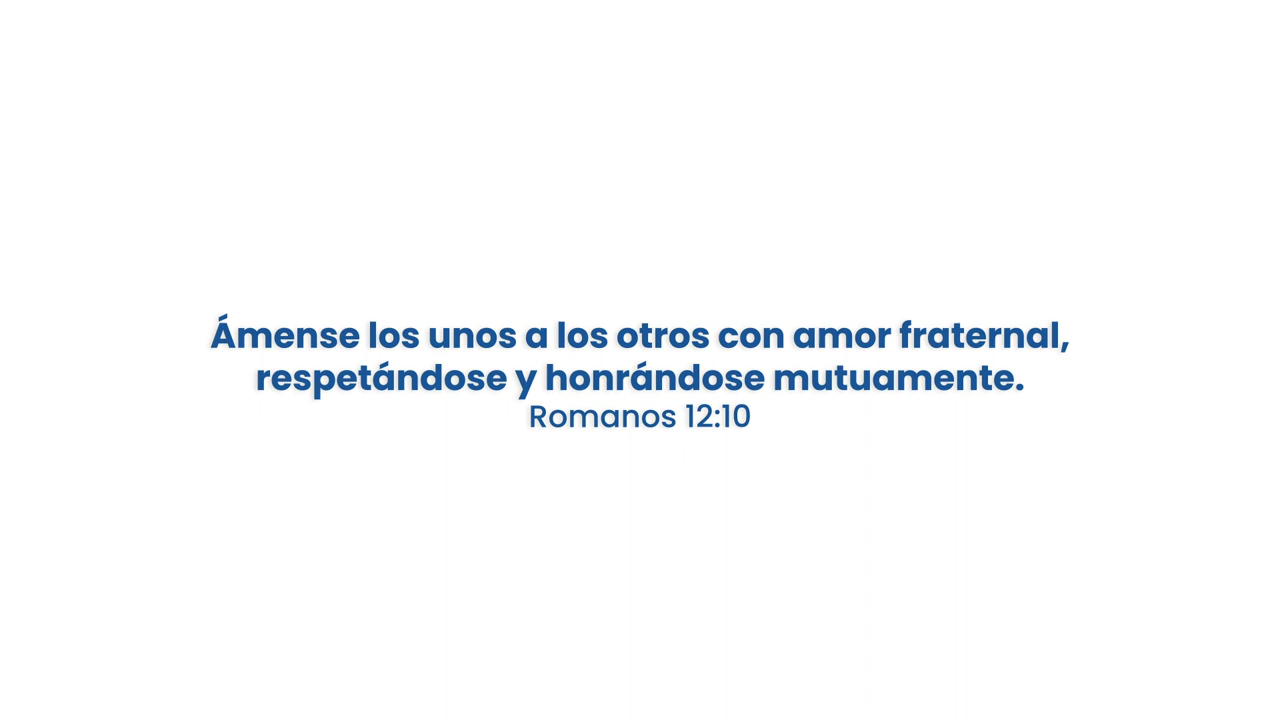 Ámense los unos a los otros con amor fraternal,
respetándose y honrándose mutuamente.
Romanos 12:10